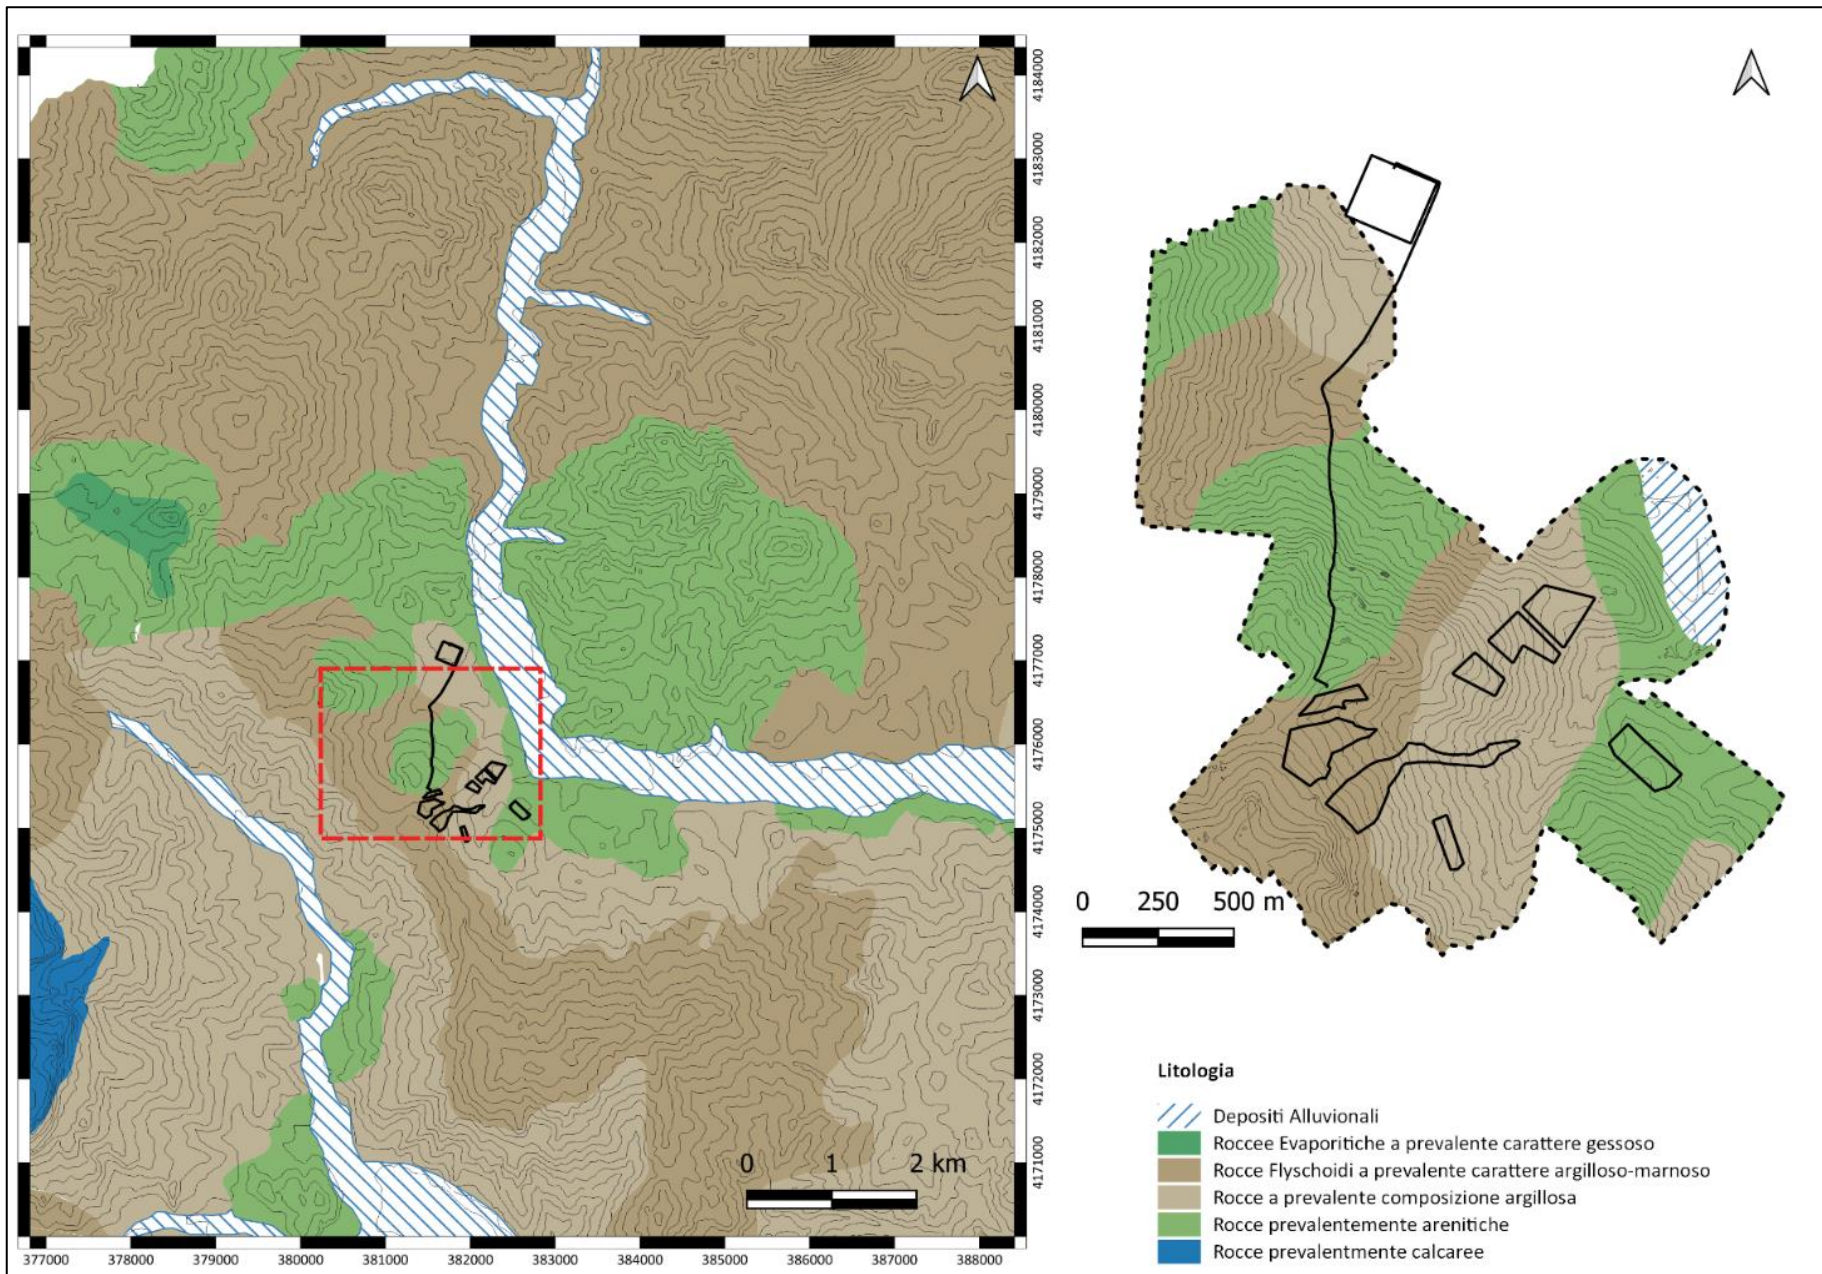 4184000
4183000
4182000
4181000
4180000
4179000
4178000
4177000
4176000
4175000
4174000
4173000
4172000
4171000
0 1 2 km
377000 378000 379000 380000 381000 382000 383000 384000 385000 386000 387000 388000
0 250 500 m
Litologia
Depositi Alluvionali
Roccee Evaporitiche a prevalente carattere gessoso
Rocce Flyschoidi a prevalente carattere argilloso-marnoso
Rocce a prevalente composizione argillosa
Rocce prevalentemente arenitiche
Rocce prevalentmente calcaree